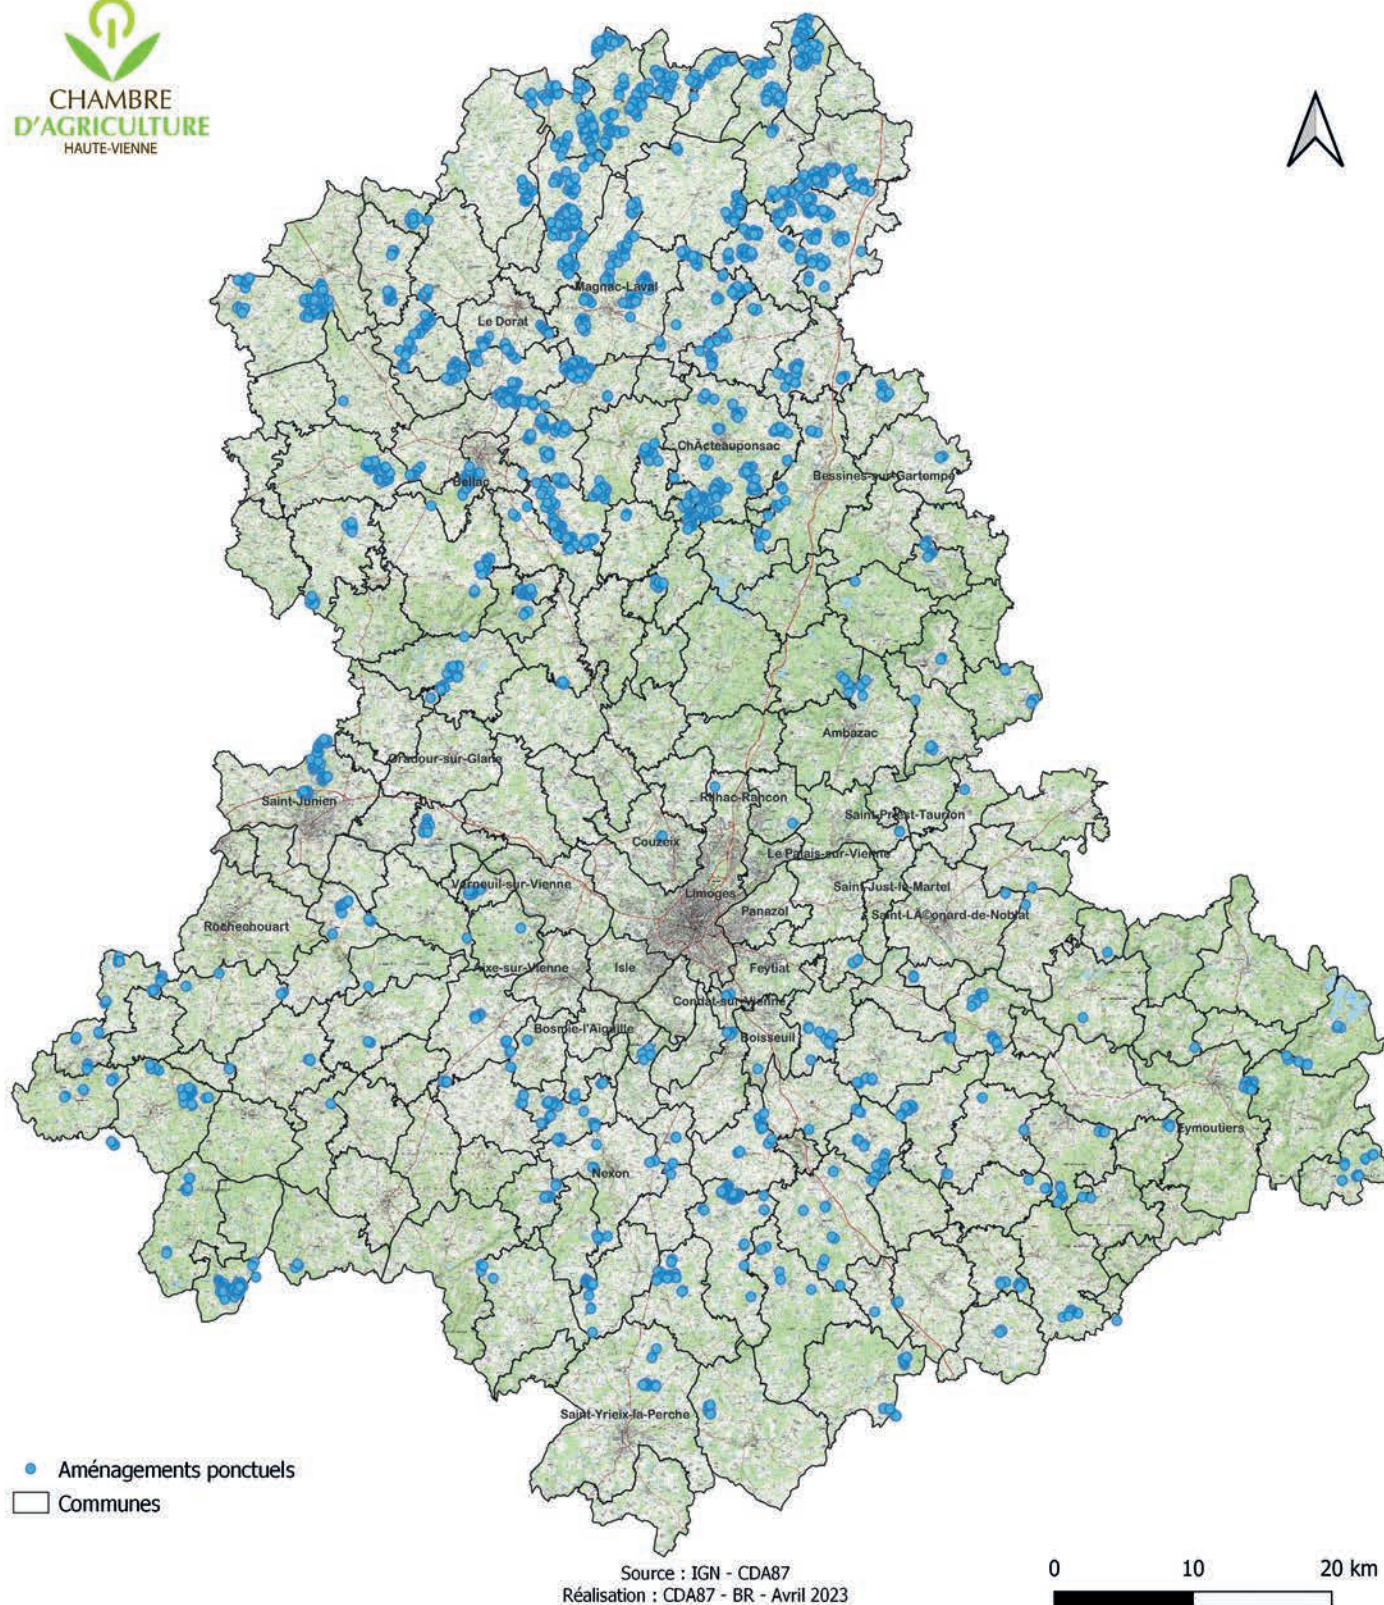 CHAMBRE
D'AGRICULTURE
HAUTE-VIENNE
Magnac-Laval
Le Dorat
ChÃ¢teauponsac
Bellac
Bessines-sur-Gartempe
Ambazac
Oradour-sur-Glane
Saint-Junien
Rilhac-Rancon
Saint-Priest-Taurion
Couzeix
Le Palais-sur-Vienne
Verneuil-sur-Vienne
Limoges
Saint-Just-le-Martel
Panazol
Saint-LÃ©onard-de-Noblat
Rochechouart
Aixe-sur-Vienne
Isle
Feytiat
Condat-sur-Vienne
Bosmie-l'Aiguille
Boisseuil
Eymoutiers
Nexon
Saint-Yrieix-la-Perche
Aménagements ponctuels
Communes
Source : IGN - CDA87
Réalisation : CDA87 - BR - Avril 2023
0 10 20 km